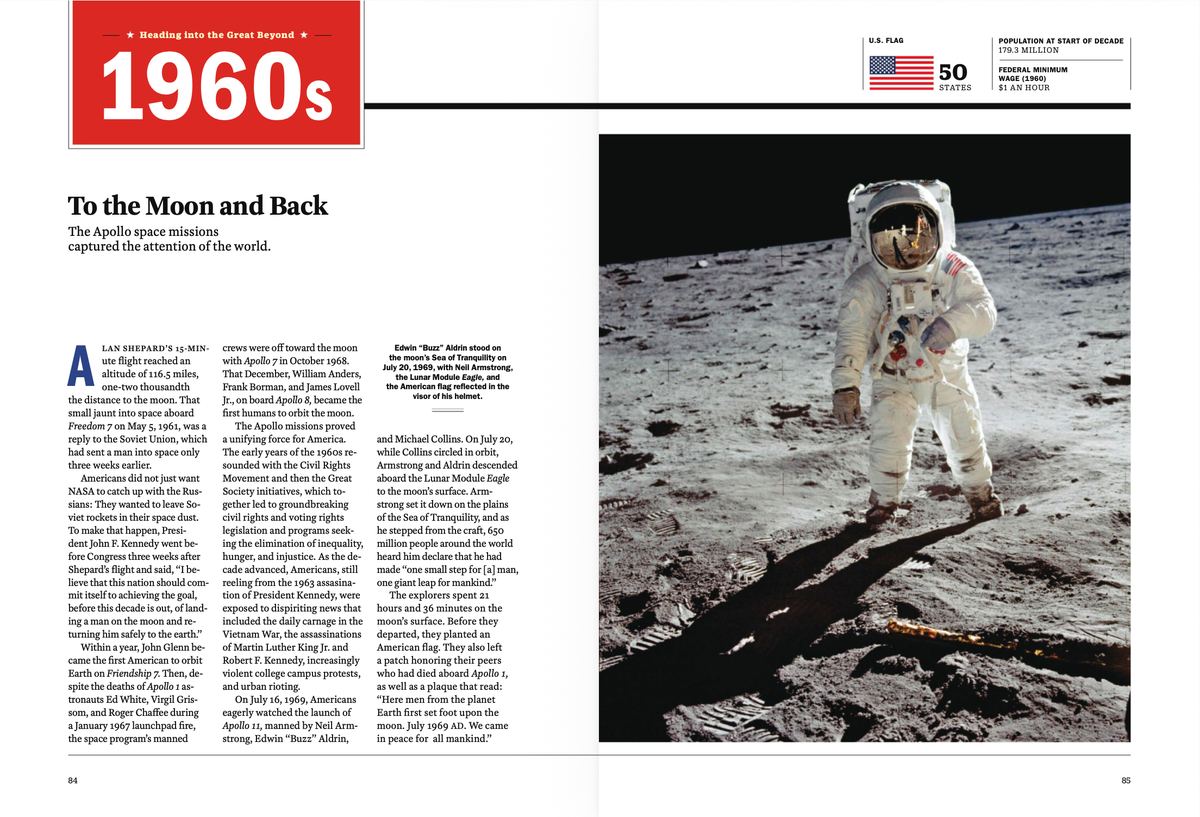 ★ Heading into the Great Beyond ★
1960s
To the Moon and Back
The Apollo space missions
captured the attention of the world.
ALAN SHEPARD'S 15-MIN-
ute flight reached an
altitude of 116.5 miles,
one-two thousandth
the distance to the moon. That
small jaunt into space aboard
Freedom 7 on May 5, 1961, was a
reply to the Soviet Union, which
had sent a man into space only
three weeks earlier.
Americans did not just want
NASA to catch up with the Rus-
sians: They wanted to leave So-
viet rockets in their space dust.
To make that happen, Presi-
dent John F. Kennedy went be-
fore Congress three weeks after
Shepard's flight and said, “I be-
lieve that this nation should com-
mit itself to achieving the goal,
before this decade is out, of land-
ing a man on the moon and re-
turning him safely to the earth.”
Within a year, John Glenn be-
came the first American to orbit
Earth on Friendship 7. Then, de-
spite the deaths of Apollo 1 as-
tronauts Ed White, Virgil Gris-
som, and Roger Chaffee during
a January 1967 launchpad fire,
the space program's manned
crews were off toward the moon
with Apollo 7 in October 1968.
That December, William Anders,
Frank Borman, and James Lovell
Jr., on board Apollo 8, became the
first humans to orbit the moon.
The Apollo missions proved
a unifying force for America.
The early years of the 1960s re-
sounded with the Civil Rights
Movement and then the Great
Society initiatives, which to-
gether led to groundbreaking
civil rights and voting rights
legislation and programs seek-
ing the elimination of inequality,
hunger, and injustice. As the de-
cade advanced, Americans, still
reeling from the 1963 assasina-
tion of President Kennedy, were
exposed to dispiriting news that
included the daily carnage in the
Vietnam War, the assassinations
of Martin Luther King Jr. and
Robert F. Kennedy, increasingly
violent college campus protests,
and urban rioting.
On July 16, 1969, Americans
eagerly watched the launch of
Apollo 11, manned by Neil Arm-
strong, Edwin “Buzz” Aldrin,
Edwin “Buzz” Aldrin stood on
the moon's Sea of Tranquility on
July 20, 1969, with Neil Armstrong,
the Lunar Module Eagle, and
the American flag reflected in the
visor of his helmet.
and Michael Collins. On July 20,
while Collins circled in orbit,
Armstrong and Aldrin descended
aboard the Lunar Module Eagle
to the moon's surface. Arm-
strong set it down on the plains
of the Sea of Tranquility, and as
he stepped from the craft, 650
million people around the world
heard him declare that he had
made “one small step for [a] man,
one giant leap for mankind.”
The explorers spent 21
hours and 36 minutes on the
moon's surface. Before they
departed, they planted an
American flag. They also left
a patch honoring their peers
who had died aboard Apollo 1,
as well as a plaque that read:
“Here men from the planet
Earth first set foot upon the
moon. July 1969 AD. We came
in peace for all mankind.”
84
U.S. FLAG
50
STATES
POPULATION AT START OF DECADE
179.3 MILLION
FEDERAL MINIMUM
WAGE (1960)
$1 AN HOUR
85